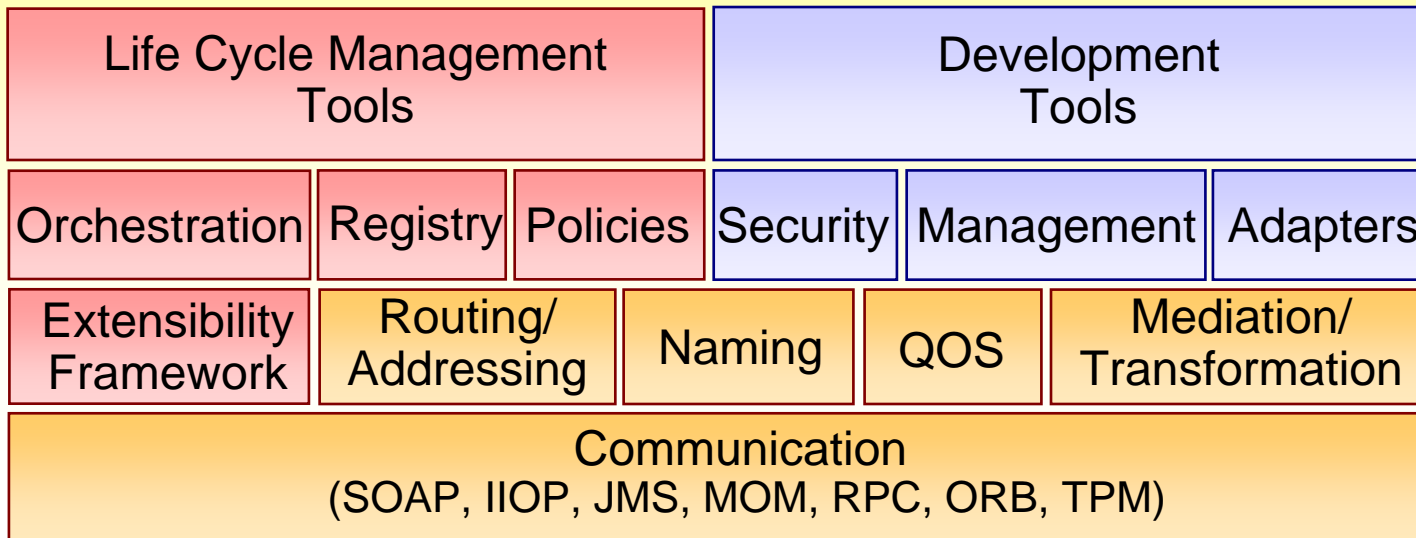 Life Cycle Management
Tools
Development
Tools
Orchestration
Registry
Policies
Security
Management
Adapters
Extensibility
Framework
Routing/
Addressing
Naming
QOS
Mediation/
Transformation
Communication
(SOAP, IIOP, JMS, MOM, RPC, ORB, TPM)